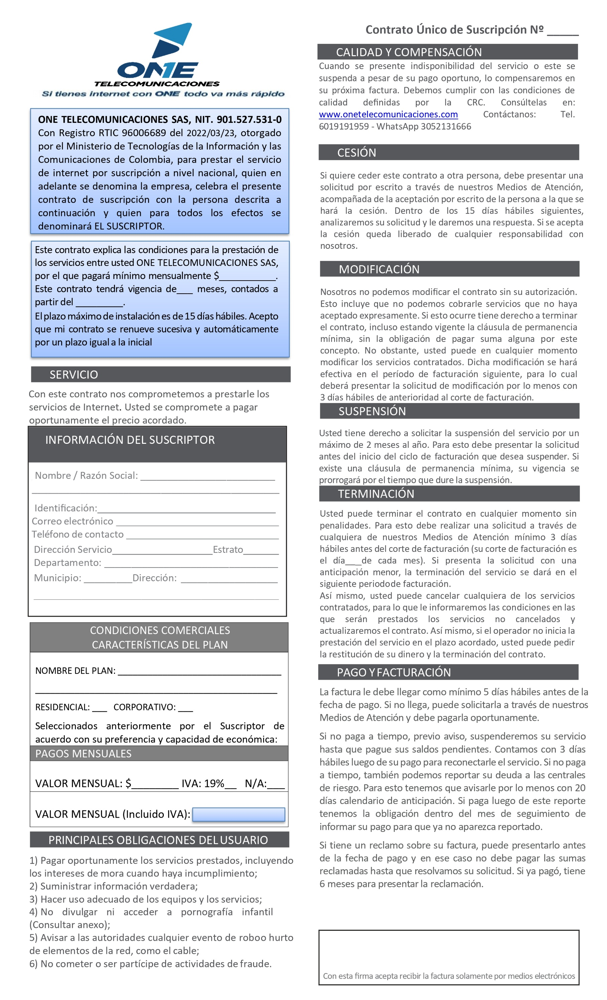 ONE
TELECOMUNICACIONES
Si tienes internet con ONE todo va más rápido
ONE TELECOMUNICACIONES SAS, NIT. 901.527.531-0
Con Registro RTIC 96006689 del 2022/03/23, otorgado
por el Ministerio de Tecnologías de la Información y las
Comunicaciones de Colombia, para prestar el servicio
de internet por suscripción a nivel nacional, quien en
adelante se denomina la empresa, celebra el presente
contrato de suscripción con la persona descrita a
continuación y quien para todos los efectos se
denominará EL SUSCRIPTOR.
Este contrato explica las condiciones para la prestación de
los servicios entre usted ONE TELECOMUNICACIONES SAS,
por el que pagará mínimo mensualmente $___________.
Este contrato tendrá vigencia de___ meses, contados a
partir del _________.
El plazo máximo de instalación es de 15 días hábiles. Acepto
que mi contrato se renueve sucesiva y automáticamente
por un plazo igual a la inicial
SERVICIO
Con este contrato nos comprometemos a prestarle los
servicios de Internet. Usted se compromete a pagar
oportunamente el precio acordado.
INFORMACIÓN DEL SUSCRIPTOR
Nombre / Razón Social: _________________________
______________________________________________
Identificación:_________________________________
Correo electrónico ______________________________
Teléfono de contacto ____________________________
Dirección Servicio___________________Estrato_______
Departamento: ________________________________
Municipio: _________Dirección: __________________
______________________________________________
CONDICIONES COMERCIALES
CARACTERÍSTICAS DEL PLAN
NOMBRE DEL PLAN: _________________________________
_________________________________________________
RESIDENCIAL: ___ CORPORATIVO: ___
Seleccionados anteriormente por el Suscriptor de
acuerdo con su preferencia y capacidad de económica:
PAGOS MENSUALES
VALOR MENSUAL: $________ IVA: 19%__ N/A:___
VALOR MENSUAL (Incluido IVA):
PRINCIPALES OBLIGACIONES DEL USUARIO
1) Pagar oportunamente los servicios prestados, incluyendo
los intereses de mora cuando haya incumplimiento;
2) Suministrar información verdadera;
3) Hacer uso adecuado de los equipos y los servicios;
4) No divulgar ni acceder a pornografía infantil
(Consultar anexo);
5) Avisar a las autoridades cualquier evento de roboo hurto
de elementos de la red, como el cable;
6) No cometer o ser partícipe de actividades de fraude.
Contrato Único de Suscripción Nº _____
CALIDAD Y COMPENSACIÓN
Cuando se presente indisponibilidad del servicio o este se
suspenda a pesar de su pago oportuno, lo compensaremos en
su próxima factura. Debemos cumplir con las condiciones de
calidad definidas por la CRC. Consúltelas en:
www.onetelecomunicaciones.com Contáctanos: Tel.
6019191959 - WhatsApp 3052131666
CESIÓN
Si quiere ceder este contrato a otra persona, debe presentar una
solicitud por escrito a través de nuestros Medios de Atención,
acompañada de la aceptación por escrito de la persona a la que se
hará la cesión. Dentro de los 15 días hábiles siguientes,
analizaremos su solicitud y le daremos una respuesta. Si se acepta
la cesión queda liberado de cualquier responsabilidad con
nosotros.
MODIFICACIÓN
Nosotros no podemos modificar el contrato sin su autorización.
Esto incluye que no podemos cobrarle servicios que no haya
aceptado expresamente. Si esto ocurre tiene derecho a terminar
el contrato, incluso estando vigente la cláusula de permanencia
mínima, sin la obligación de pagar suma alguna por este
concepto. No obstante, usted puede en cualquier momento
modificar los servicios contratados. Dicha modificación se hará
efectiva en el período de facturación siguiente, para lo cual
deberá presentar la solicitud de modificación por lo menos con
3 días hábiles de anterioridad al corte de facturación.
SUSPENSIÓN
Usted tiene derecho a solicitar la suspensión del servicio por un
máximo de 2 meses al año. Para esto debe presentar la solicitud
antes del inicio del ciclo de facturación que desea suspender. Si
existe una cláusula de permanencia mínima, su vigencia se
prorrogará por el tiempo que dure la suspensión.
TERMINACIÓN
Usted puede terminar el contrato en cualquier momento sin
penalidades. Para esto debe realizar una solicitud a través de
cualquiera de nuestros Medios de Atención mínimo 3 días
hábiles antes del corte de facturación (su corte de facturación es
el día___de cada mes). Si presenta la solicitud con una
anticipación menor, la terminación del servicio se dará en el
siguiente periodode facturación.
Así mismo, usted puede cancelar cualquiera de los servicios
contratados, para lo que le informaremos las condiciones en las
que serán prestados los servicios no cancelados y
actualizaremos el contrato. Así mismo, si el operador no inicia la
prestación del servicio en el plazo acordado, usted puede pedir
la restitución de su dinero y la terminación del contrato.
PAGO Y FACTURACIÓN
La factura le debe llegar como mínimo 5 días hábiles antes de la
fecha de pago. Si no llega, puede solicitarla a través de nuestros
Medios de Atención y debe pagarla oportunamente.
Si no paga a tiempo, previo aviso, suspenderemos su servicio
hasta que pague sus saldos pendientes. Contamos con 3 días
hábiles luego de su pago para reconectarle el servicio. Si no paga
a tiempo, también podemos reportar su deuda a las centrales
de riesgo. Para esto tenemos que avisarle por lo menos con 20
días calendario de anticipación. Si paga luego de este reporte
tenemos la obligación dentro del mes de seguimiento de
informar su pago para que ya no aparezca reportado.
Si tiene un reclamo sobre su factura, puede presentarlo antes
de la fecha de pago y en ese caso no debe pagar las sumas
reclamadas hasta que resolvamos su solicitud. Si ya pagó, tiene
6 meses para presentar la reclamación.
Con esta firma acepta recibir la factura solamente por medios electrónicos